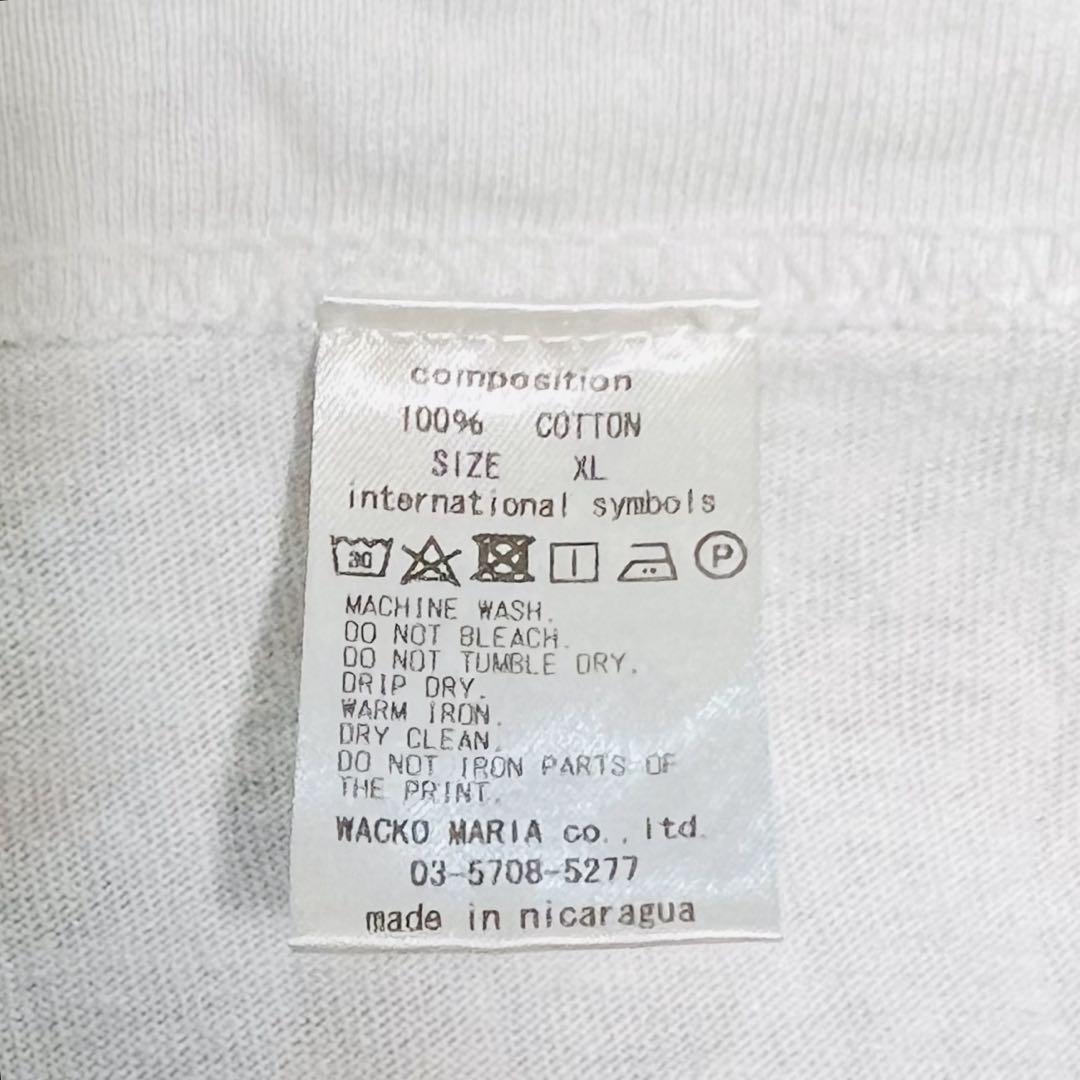 composition
100% COTTON
SIZE XL
international symbols
30 P
MACHINE WASH.
DO NOT BLEACH.
DO NOT TUMBLE DRY.
DRIP DRY.
WARM IRON.
DRY CLEAN.
DO NOT IRON PARTS OF
THE PRINT.
WACKO MARIA co., ltd.
03-5708-5277
made in nicaragua